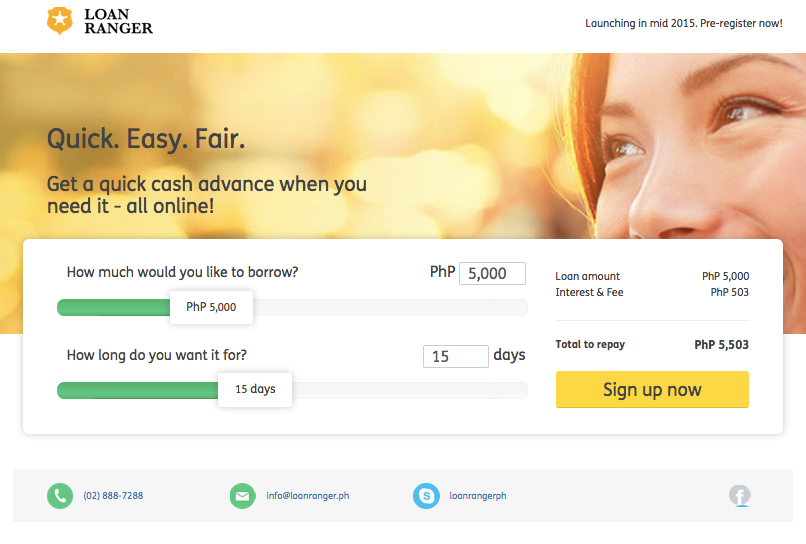 LOAN
RANGER
Launching in mid 2015. Pre-register now!
Quick. Easy. Fair.
Get a quick cash advance when you
need it - all online!
How much would you like to borrow?
PhP 5,000
PhP 5,000
How long do you want it for?
15 days
15 days
Loan amount PhP 5,000
Interest & Fee PhP 503
Total to repay PhP 5,503
Sign up now
(02) 888-7288
info@loanranger.ph
loanrangerph